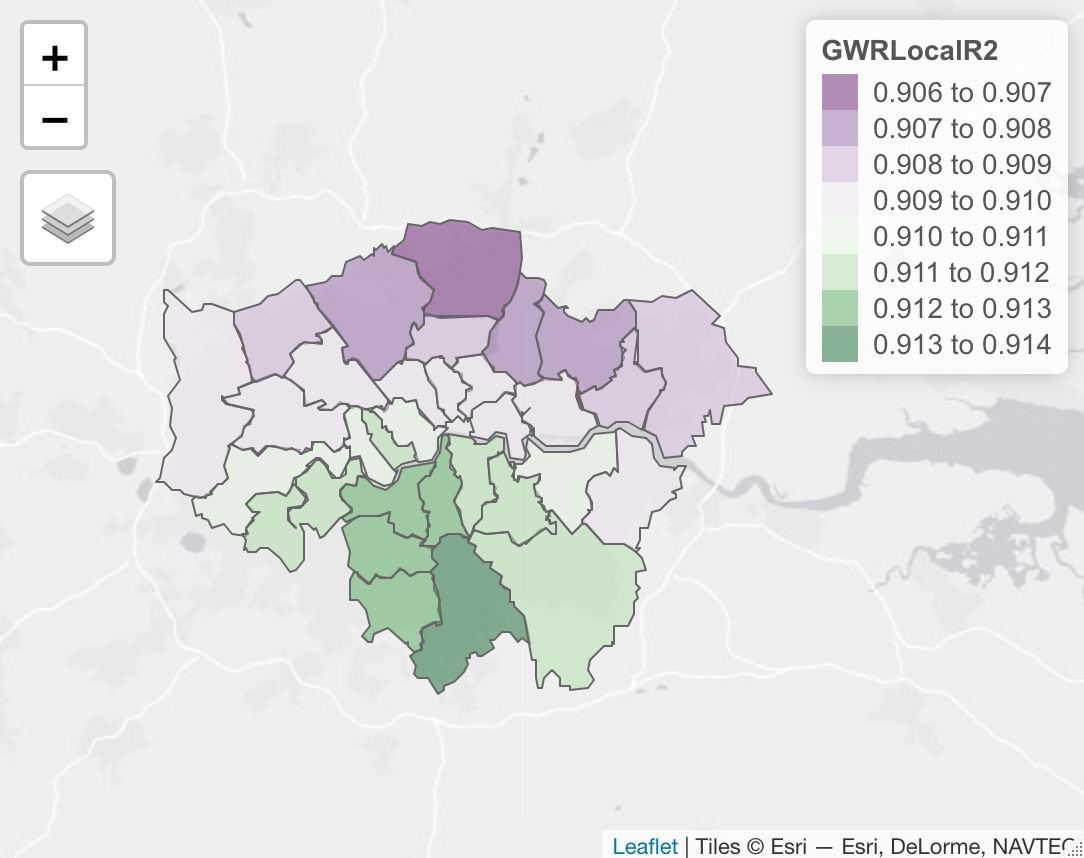 +
−
GWRLocalR2
0.906 to 0.907
0.907 to 0.908
0.908 to 0.909
0.909 to 0.910
0.910 to 0.911
0.911 to 0.912
0.912 to 0.913
0.913 to 0.914
Leaflet | Tiles © Esri — Esri, DeLorme, NAVTEC